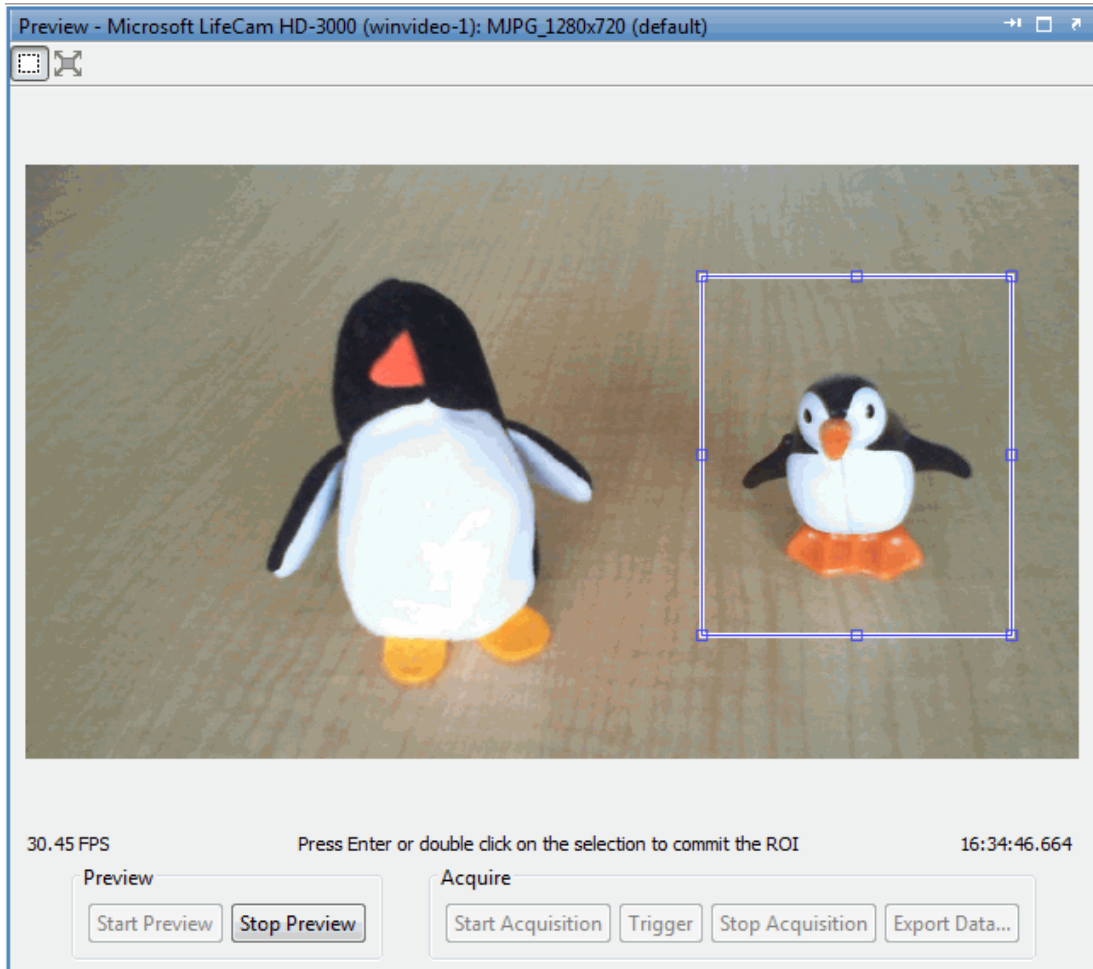 Preview - Microsoft LifeCam HD-3000 (winvideo-1): MJPG_1280x720 (default)
30.45 FPS Press Enter or double click on the selection to commit the ROI 16:34:46.664
Preview Acquire
Start Preview Stop Preview Start Acquisition Trigger Stop Acquisition Export Data...